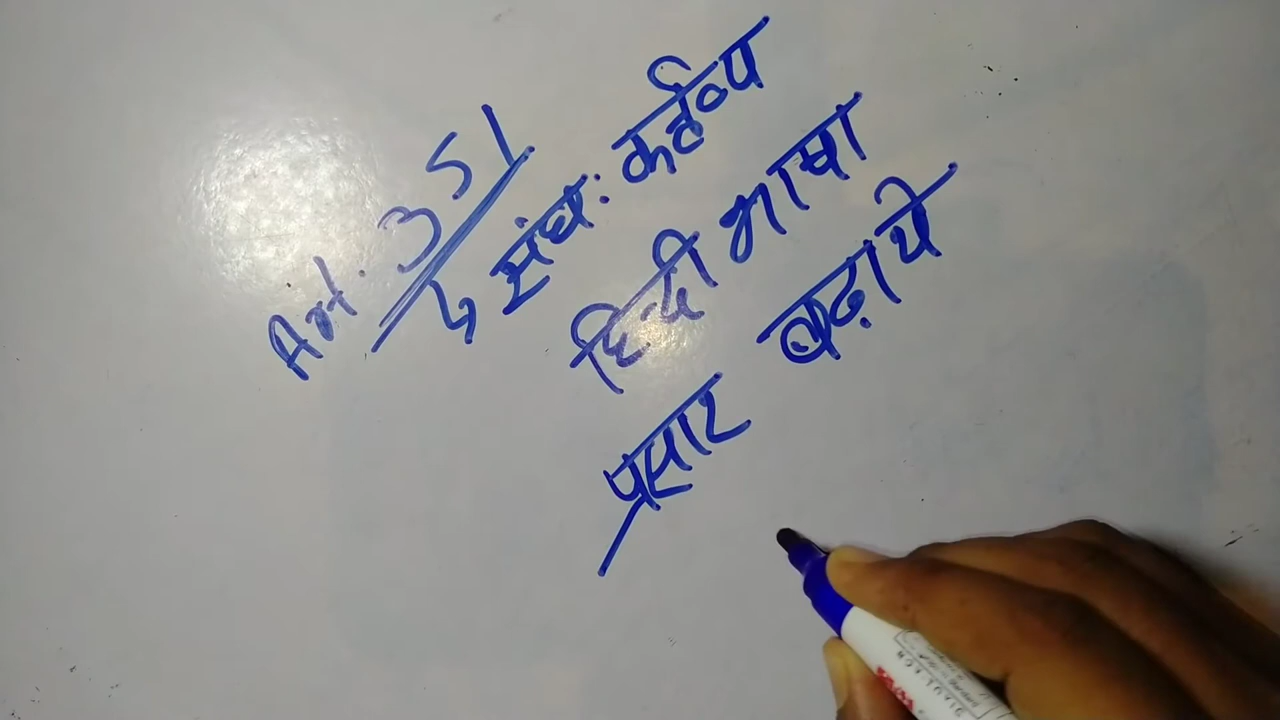 Art. 351
↳ संघ: कर्तव्य
हिन्दी भाषा
प्रसार बढ़ाये